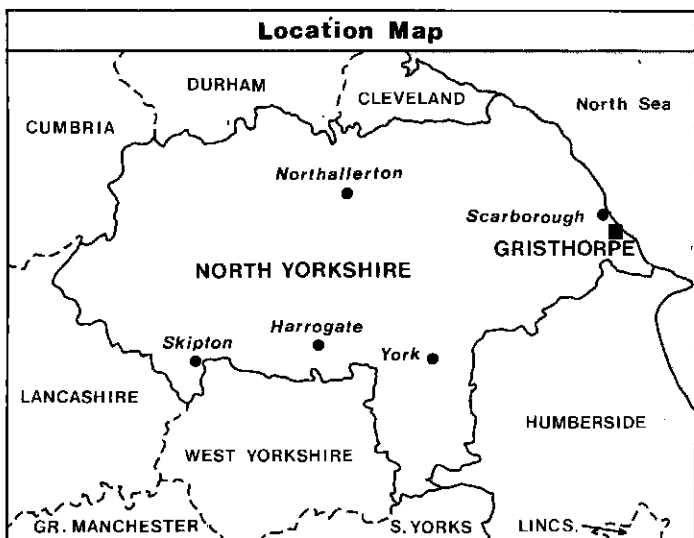 Location Map
DURHAM
CLEVELAND
North Sea
CUMBRIA
Northallerton
Scarborough
GRISTHORPE
NORTH YORKSHIRE
Harrogate
Skipton
York
LANCASHIRE
HUMBERSIDE
WEST YORKSHIRE
GR. MANCHESTER
S. YORKS
LINCS.